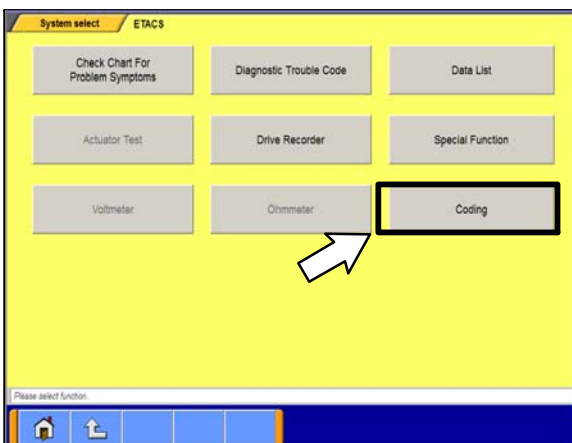 System select ETACS
Check Chart For
Problem Symptoms
Diagnostic Trouble Code
Data List
Actuator Test
Drive Recorder
Special Function
Voltmeter
Ohmmeter
Coding
Please select function.